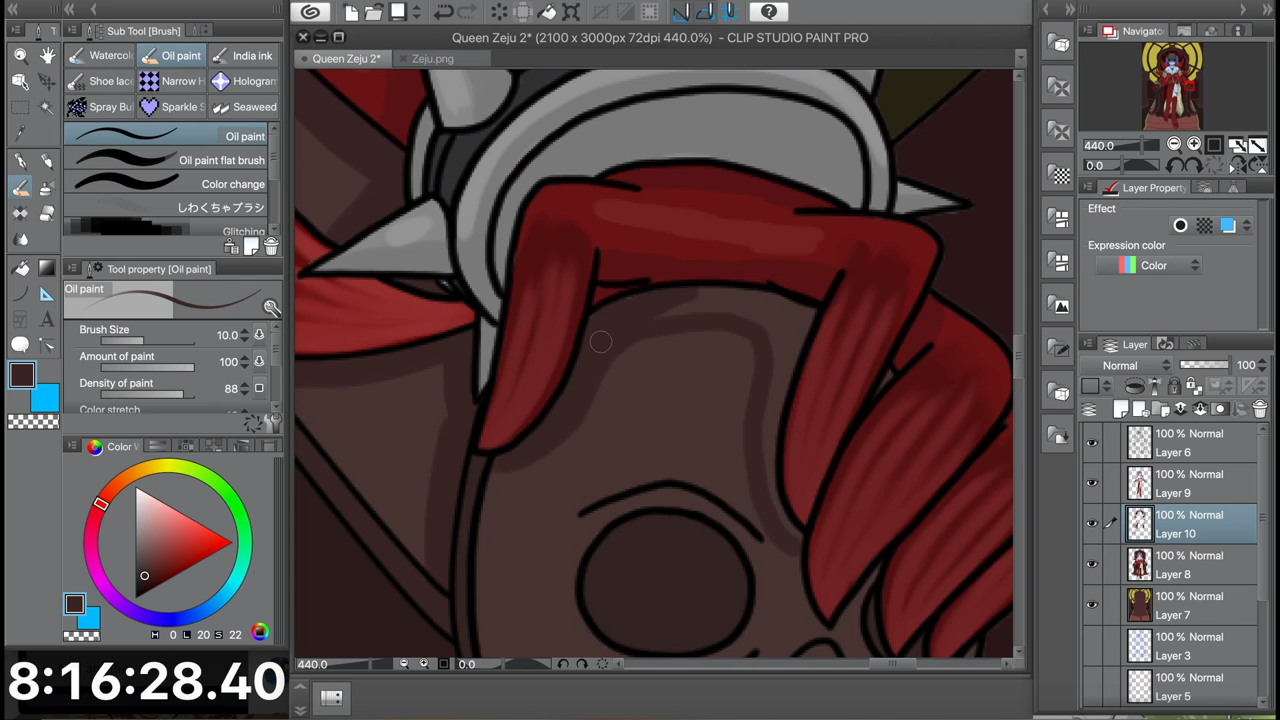 Queen Zeju 2* (2100 x 3000px 72dpi 440.0%) - CLIP STUDIO PAINT PRO
Queen Zeju 2*
Zeju.png
T
Sub Tool [Brush]
Watercol
Oil paint
India ink
Shoe lac
Narrow H
Hologram
Spray Bu
Sparkle S
Seaweed
Oil paint
Oil paint flat brush
Color change
しわくちゃブラシ
Glitching
Tool property [Oil paint]
Oil paint
Brush Size
10.0
Amount of paint
100
Density of paint
88
Color stretch
Color
H 0 L 20 S 22
8:16:28.40
440.0
0.0
Navigator
440.0
0.0
Layer Property
Effect
Expression color
Color
Layer
Normal
100
100 % Normal
Layer 6
100 % Normal
Layer 9
100 % Normal
Layer 10
100 % Normal
Layer 8
100 % Normal
Layer 7
100 % Normal
Layer 3
100 % Normal
Layer 5